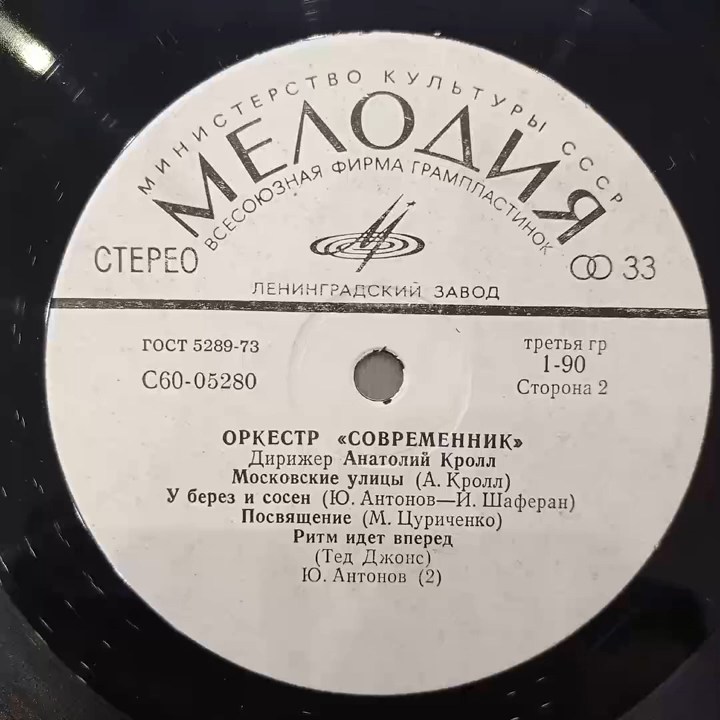 МИНИСТЕРСТВО КУЛЬТУРЫ СССР
МЕЛОДИЯ
ВСЕСОЮЗНАЯ ФИРМА ГРАМПЛАСТИНОК
СТЕРЕО
33
ЛЕНИНГРАДСКИЙ ЗАВОД
ГОСТ 5289-73
третья гр
С60-05280
1-90
Сторона 2
ОРКЕСТР «СОВРЕМЕННИК»
Дирижер Анатолий Кролл
Московские улицы (А. Кролл)
У берез и сосен (Ю. Антонов—И. Шаферан)
Посвящение (М. Цуриченко)
Ритм идет вперед
(Тед Джонс)
Ю. Антонов (2)